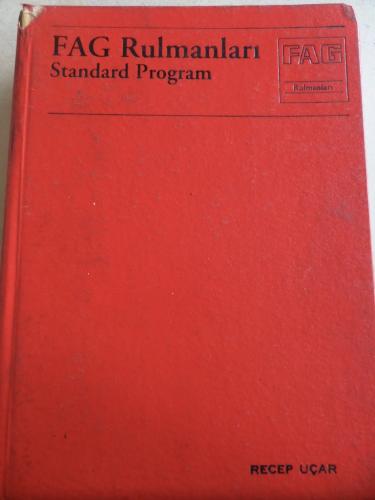 FAG Rulmanları
Standard Program
FAG
Rulmanları
RECEP UÇAR